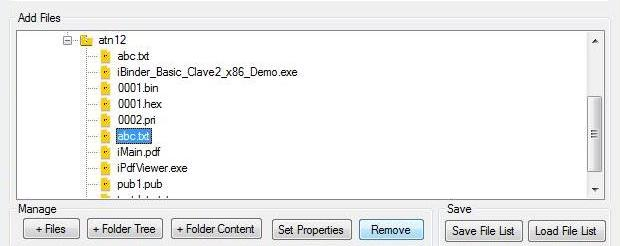 Add Files
atn12
abc.txt
iBinder_Basic_Clave2_x86_Demo.exe
0001.bin
0001.hex
0002.pri
abc.txt
iMain.pdf
iPdfViewer.exe
pub1.pub
Manage
Save
+ Files
+ Folder Tree
+ Folder Content
Set Properties
Remove
Save File List
Load File List